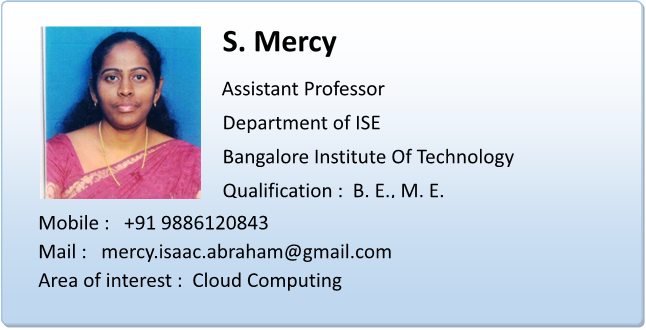 S. Mercy
Assistant Professor
Department of ISE
Bangalore Institute Of Technology
Qualification :  B. E., M. E.
Mobile :   +91 9886120843
Mail :   mercy.isaac.abraham@gmail.com
Area of interest :  Cloud Computing